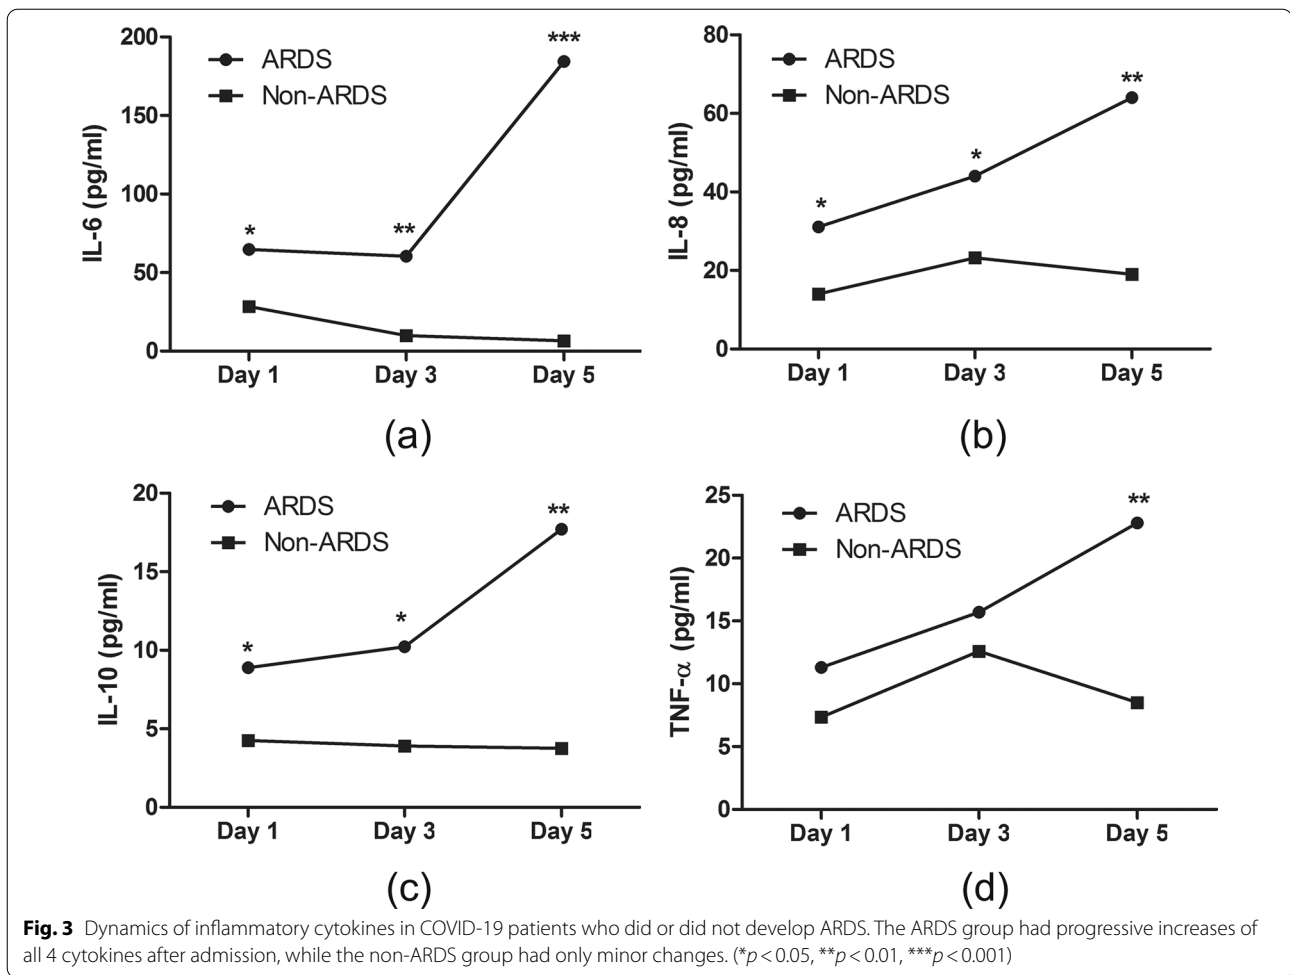 200
150
100
50
0
IL-6 (pg/ml)
ARDS
Non-ARDS
*
**
***
Day 1 Day 3 Day 5
(a)
80
60
40
20
0
IL-8 (pg/ml)
ARDS
Non-ARDS
*
*
**
Day 1 Day 3 Day 5
(b)
20
15
10
5
0
IL-10 (pg/ml)
ARDS
Non-ARDS
*
*
**
Day 1 Day 3 Day 5
(c)
25
20
15
10
5
0
TNF-α (pg/ml)
ARDS
Non-ARDS
**
Day 1 Day 3 Day 5
(d)
Fig. 3 Dynamics of inflammatory cytokines in COVID-19 patients who did or did not develop ARDS. The ARDS group had progressive increases of
all 4 cytokines after admission, while the non-ARDS group had only minor changes. (*p < 0.05, **p < 0.01, ***p < 0.001)